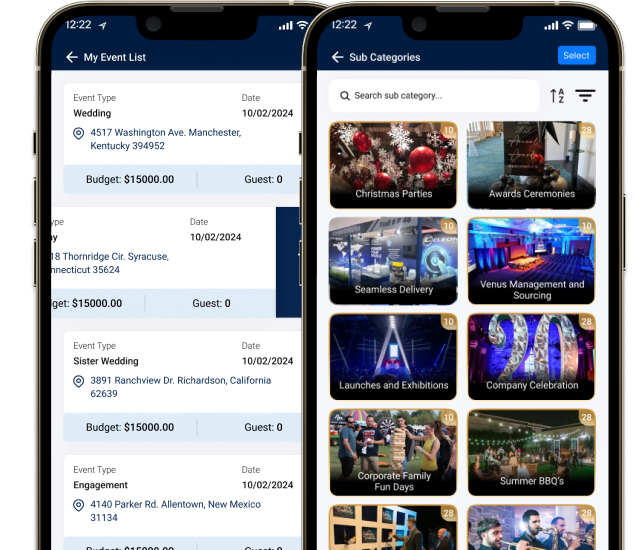 12:22
My Event List
Event Type
Date
Wedding
10/02/2024
4517 Washington Ave. Manchester,
Kentucky 394952
Budget: $15000.00
Guest: 0
ype
Date
y
10/02/2024
18 Thornridge Cir. Syracuse,
nnecticut 35624
get: $15000.00
Guest: 0
Event Type
Date
Sister Wedding
10/02/2024
3891 Ranchview Dr. Richardson, California
62639
Budget: $15000.00
Guest: 0
Event Type
Date
Engagement
10/02/2024
4140 Parker Rd. Allentown, New Mexico
31134
Budget: $15000.00
Guest: 0
12:22
Sub Categories
Select
Search sub category...
A
Z
10
Christmas Parties
28
Awards Ceremonies
10
Seamless Delivery
10
Venus Management and
Sourcing
10
Launches and Exhibitions
28
20
Company Celebration
10
Corporate Family
Fun Days
28
Summer BBQ's
28
28